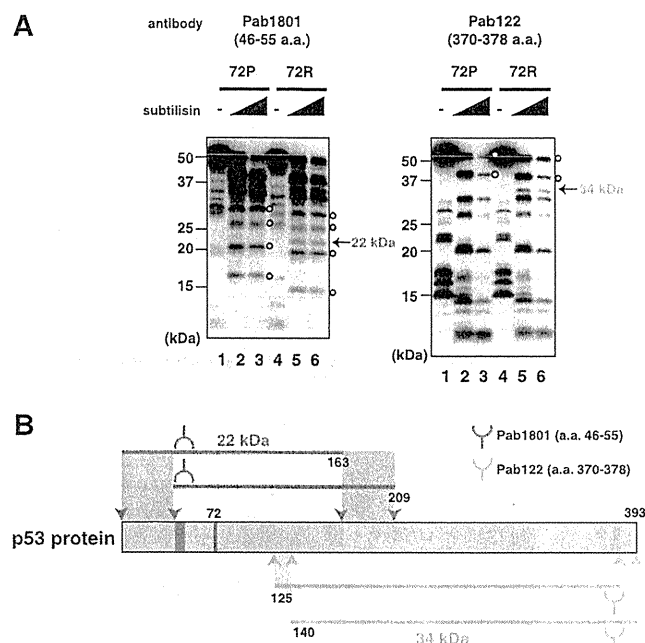 A
antibody
Pab1801
(46-55 a.a.)
Pab122
(370-378 a.a.)
72P 72R
72P 72R
subtilisin - -
- -
50
37
25
20
15
(kDa)
22 kDa
1 2 3 4 5 6
50
37
25
20
15
(kDa)
34 kDa
1 2 3 4 5 6
B
22 kDa
163
209
Pab1801 (a.a. 46-55)
Pab122 (a.a. 370-378)
72
393
p53 protein
125
140
34 kDa